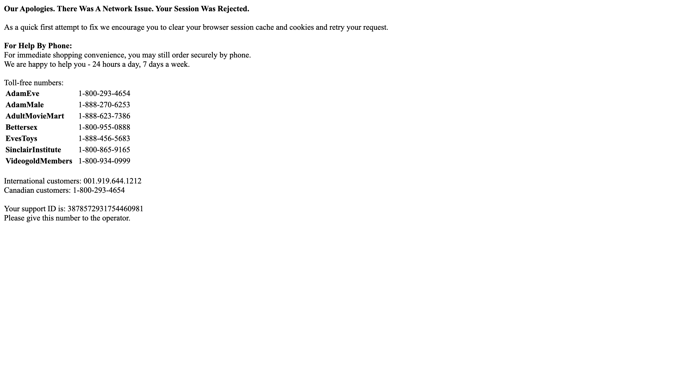 Our Apologies. There Was A Network Issue. Your Session Was Rejected.
As a quick first attempt to fix we encourage you to clear your browser session cache and cookies and retry your request.
For Help By Phone:
For immediate shopping convenience, you may still order securely by phone.
We are happy to help you - 24 hours a day, 7 days a week.
Toll-free numbers:
AdamEve 1-800-293-4654
AdamMale 1-888-270-6253
AdultMovieMart 1-888-623-7386
Bettersex 1-800-955-0888
EvesToys 1-888-456-5683
SinclairInstitute 1-800-865-9165
VideogoldMembers 1-800-934-0999
International customers: 001.919.644.1212
Canadian customers: 1-800-293-4654
Your support ID is: 3878572931754460981
Please give this number to the operator.